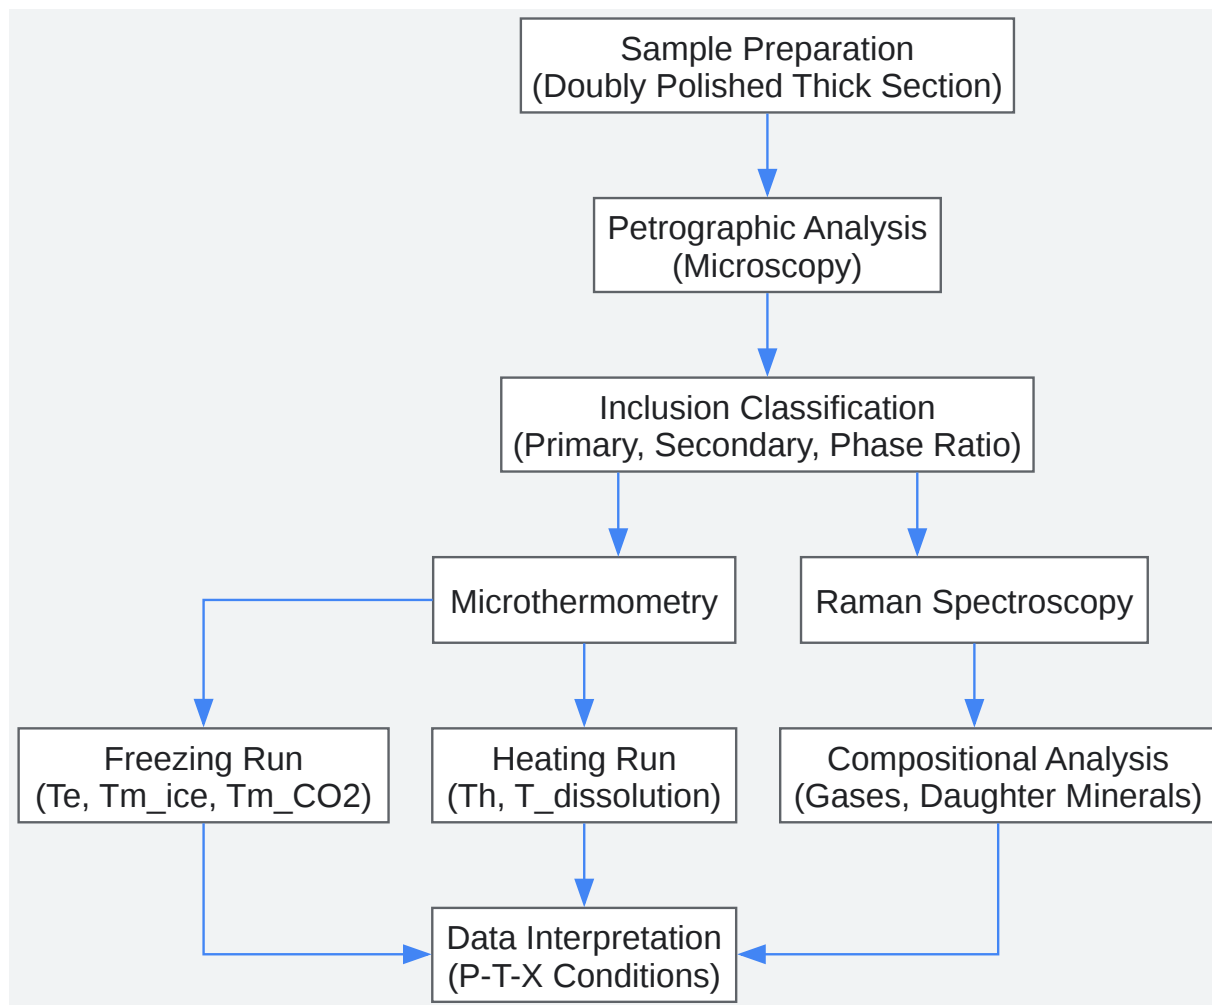 Sample Preparation
(Doubly Polished Thick Section)
Petrographic Analysis
(Microscopy)
Inclusion Classification
(Primary, Secondary, Phase Ratio)
Microthermometry
Raman Spectroscopy
Freezing Run
(Te, Tm_ice, Tm_CO2)
Heating Run
(Th, T_dissolution)
Compositional Analysis
(Gases, Daughter Minerals)
Data Interpretation
(P-T-X Conditions)